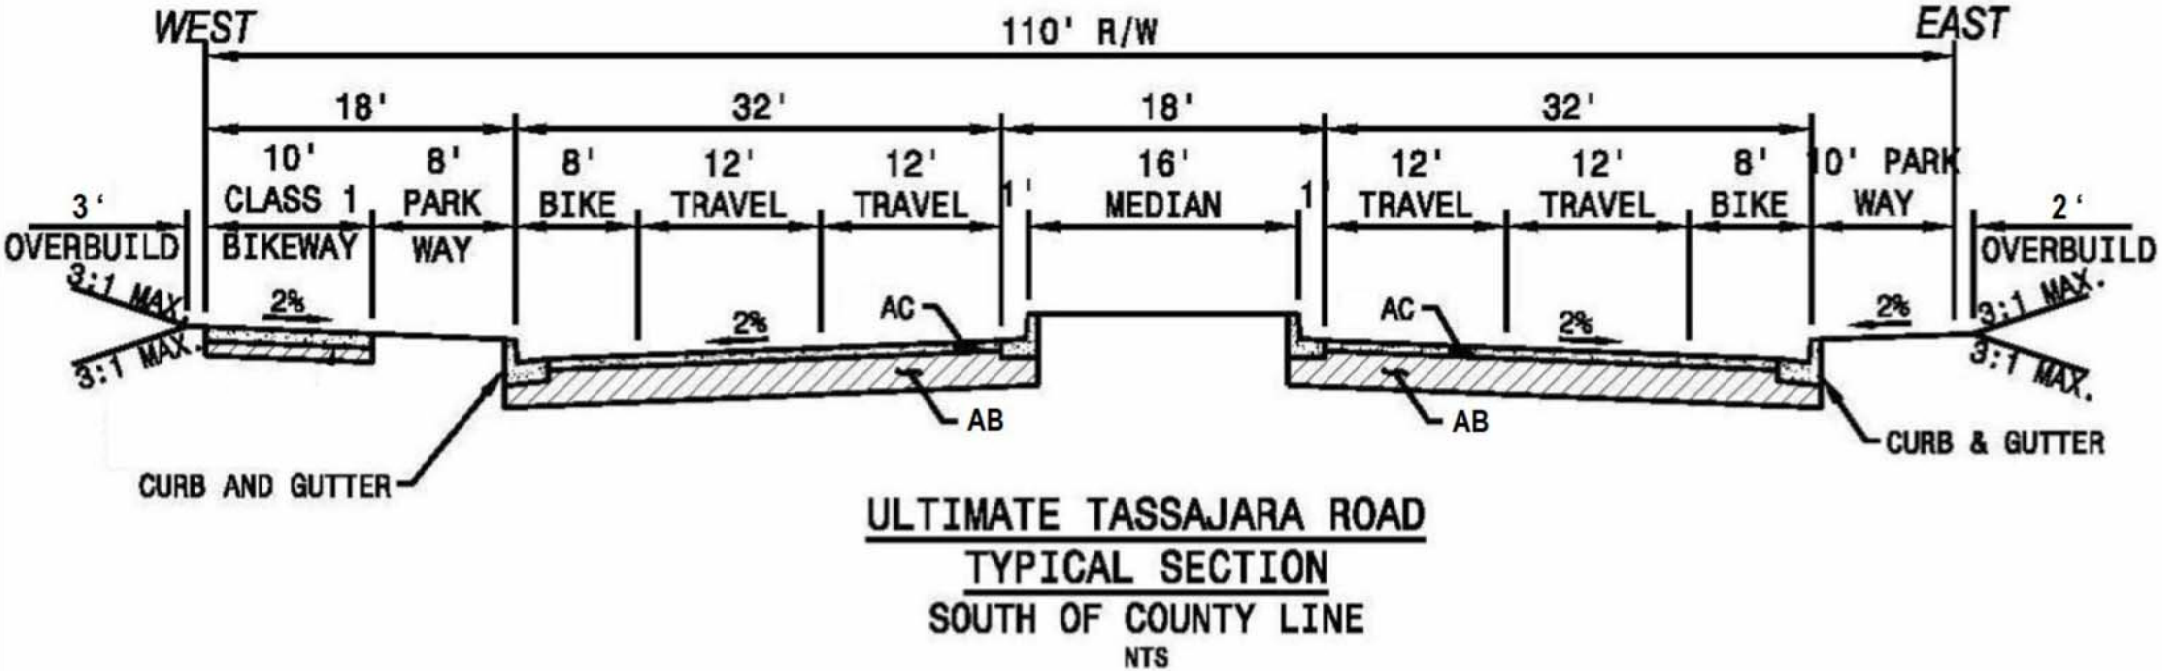 WEST
110' R/W
EAST
18'
32'
18'
32'
10'
CLASS 1
BIKEWAY
8'
PARK
WAY
8'
BIKE
12'
TRAVEL
12'
TRAVEL
1'
16'
MEDIAN
1'
12'
TRAVEL
12'
TRAVEL
8'
BIKE
10' PARK
WAY
3'
OVERBUILD
2'
OVERBUILD
3:1 MAX.
3:1 MAX.
2%
2%
AC
AB
AC
AB
2%
2%
3:1 MAX.
3:1 MAX.
CURB AND GUTTER
CURB & GUTTER
ULTIMATE TASSAJARA ROAD
TYPICAL SECTION
SOUTH OF COUNTY LINE
NTS